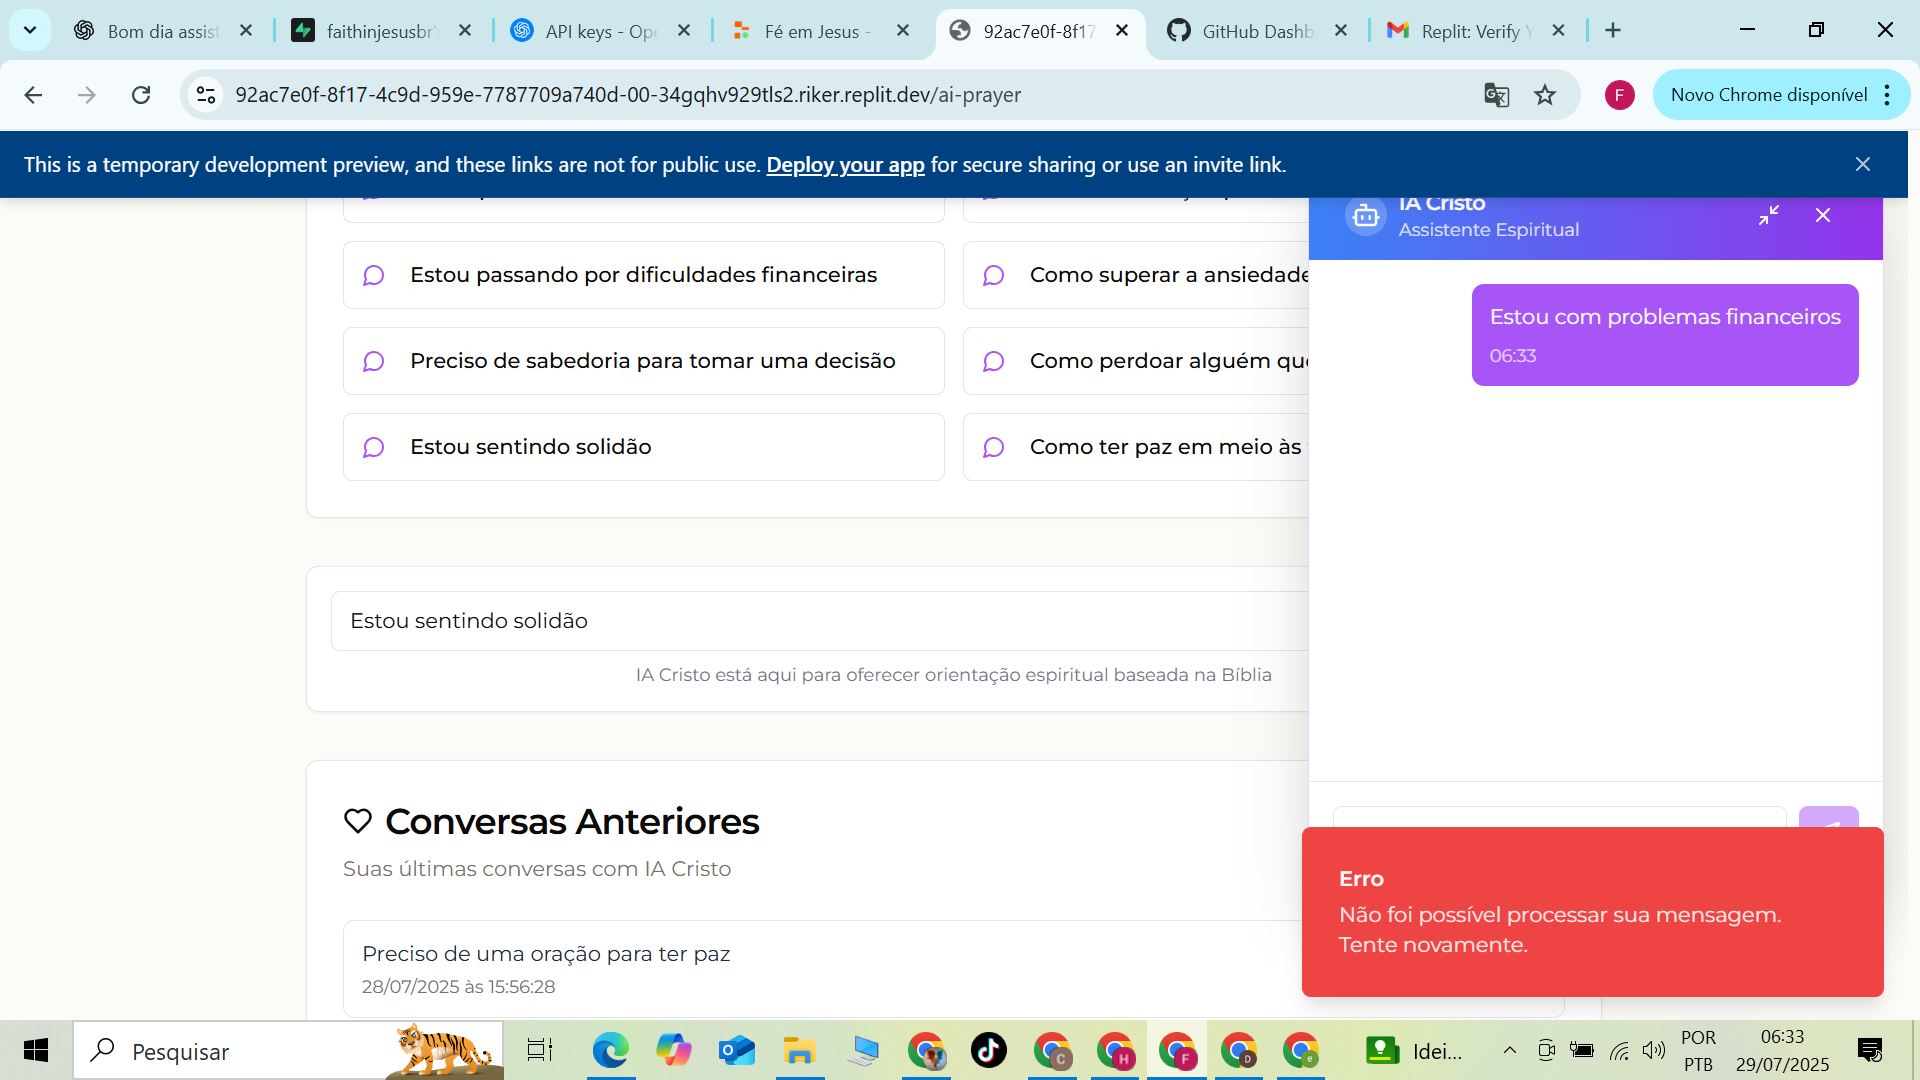 Bom dia assist
faithinjesusbr's
API keys - Ope
Fé em Jesus -
92ac7e0f-8f17
GitHub Dashb
Replit: Verify Y
92ac7e0f-8f17-4c9d-959e-7787709a740d-00-34gqhv929tls2.riker.replit.dev/ai-prayer
F
Novo Chrome disponível
This is a temporary development preview, and these links are not for public use. Deploy your app for secure sharing or use an invite link.
IA Cristo
Assistente Espiritual
Estou passando por dificuldades financeiras
Como superar a ansiedade
Preciso de sabedoria para tomar uma decisão
Como perdoar alguém que
Estou sentindo solidão
Como ter paz em meio às
Estou com problemas financeiros
06:33
Estou sentindo solidão
IA Cristo está aqui para oferecer orientação espiritual baseada na Bíblia
Conversas Anteriores
Suas últimas conversas com IA Cristo
Preciso de uma oração para ter paz
28/07/2025 às 15:56:28
Erro
Não foi possível processar sua mensagem.
Tente novamente.
Pesquisar
C
H
F
D
e
Idei...
POR
PTB
06:33
29/07/2025